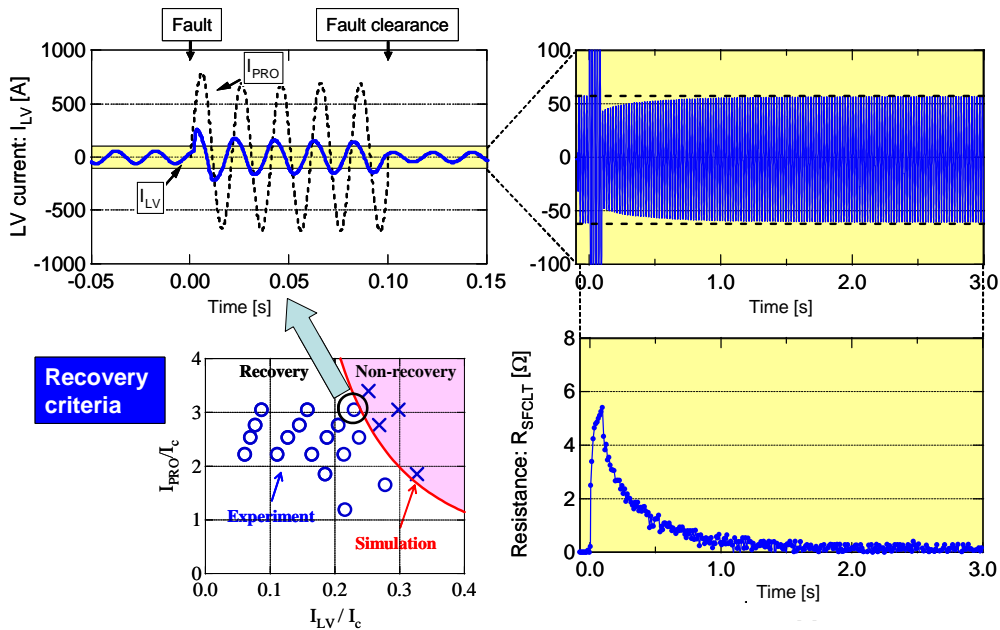 Fault
Fault clearance
LV current: I_LV [A]
1000
500
0
-500
-1000
I_PRO
I_LV
-0.05
0.00
0.05
0.10
0.15
Time [s]
100
50
0
-50
-100
0.0
1.0
2.0
3.0
Time [s]
Recovery
criteria
I_PRO/I_c
4
3
2
1
Recovery
Non-recovery
Experiment
Simulation
0.0
0.1
0.2
0.3
0.4
I_LV / I_c
Resistance: R_SFCLT [Ω]
8
6
4
2
0
0.0
1.0
2.0
3.0
Time [s]